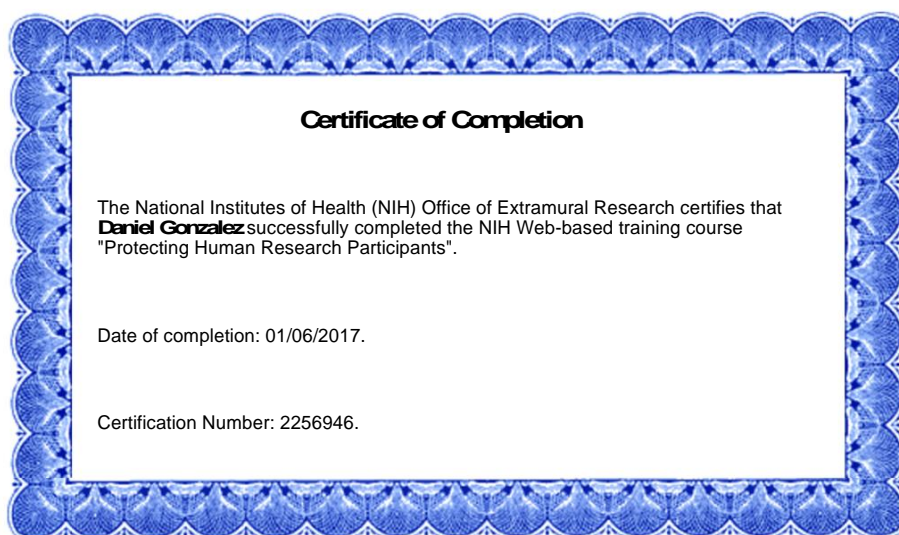 Certificate of Completion
The National Institutes of Health (NIH) Office of Extramural Research certifies that
Daniel Gonzalez successfully completed the NIH Web-based training course
"Protecting Human Research Participants".
Date of completion: 01/06/2017.
Certification Number: 2256946.